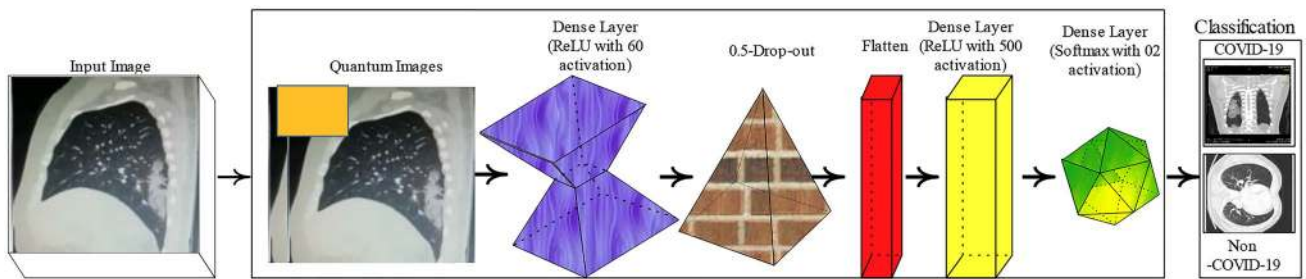 Input Image
Quantum Images
Dense Layer
(ReLU with 60
activation)
0.5-Drop-out
Flatten
Dense Layer
(ReLU with 500
activation)
Dense Layer
(Softmax with 02
activation)
Classification
COVID-19
Non
-COVID-19